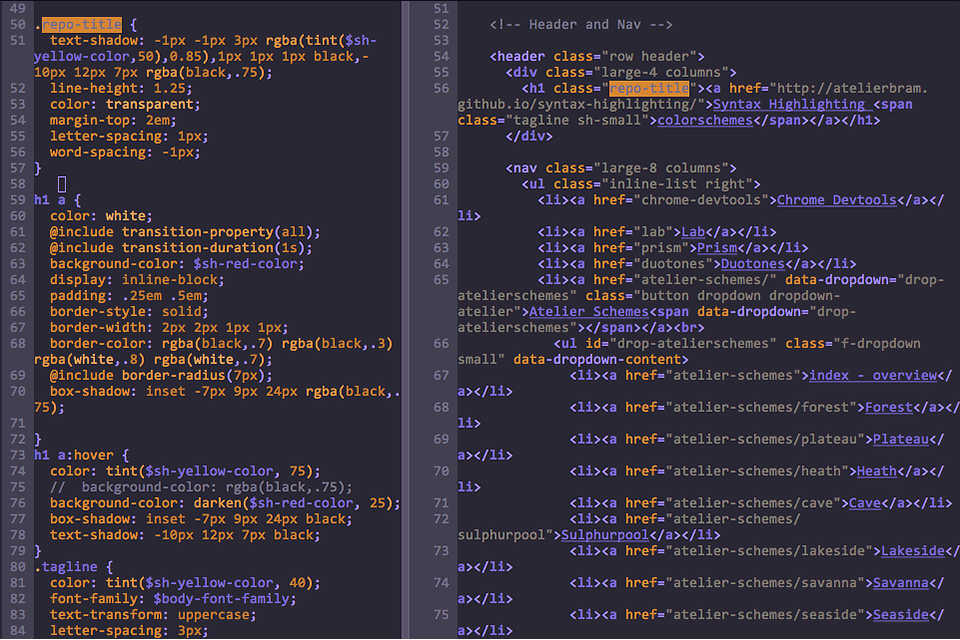 49
50 .repo-title {
51 text-shadow: -1px -1px 3px rgba(tint($sh-
yellow-color,50),0.85),1px 1px 1px black,-
10px 12px 7px rgba(black,.75);
52 line-height: 1.25;
53 color: transparent;
54 margin-top: 2em;
55 letter-spacing: 1px;
56 word-spacing: -1px;
57 }
58
59 h1 a {
60 color: white;
61 @include transition-property(all);
62 @include transition-duration(1s);
63 background-color: $sh-red-color;
64 display: inline-block;
65 padding: .25em .5em;
66 border-style: solid;
67 border-width: 2px 2px 1px 1px;
68 border-color: rgba(black,.7) rgba(black,.3)
rgba(white,.8) rgba(white,.7);
69 @include border-radius(7px);
70 box-shadow: inset -7px 9px 24px rgba(black,.
75);
71
72 }
73 h1 a:hover {
74 color: tint($sh-yellow-color, 75);
75 // background-color: rgba(black,.75);
76 background-color: darken($sh-red-color, 25);
77 box-shadow: inset -7px 9px 24px black;
78 text-shadow: -10px 12px 7px black;
79 }
80 .tagline {
81 color: tint($sh-yellow-color, 40);
82 font-family: $body-font-family;
83 text-transform: uppercase;
84 letter-spacing: 3px;
51
52 <!-- Header and Nav -->
53
54 <header class="row header">
55 <div class="large-4 columns">
56 <h1 class="repo-title"><a href="http://atelierbram.
github.io/syntax-highlighting/">Syntax Highlighting <span
class="tagline sh-small">colorschemes</span></a></h1>
57 </div>
58
59 <nav class="large-8 columns">
60 <ul class="inline-list right">
61 <li><a href="chrome-devtools">Chrome Devtools</a></
li>
62 <li><a href="lab">Lab</a></li>
63 <li><a href="prism">Prism</a></li>
64 <li><a href="duotones">Duotones</a></li>
65 <li><a href="atelier-schemes/" data-dropdown="drop-
atelierschemes" class="button dropdown dropdown-
atelier">Atelier Schemes<span data-dropdown="drop-
atelierschemes"></span></a><br>
66 <ul id="drop-atelierschemes" class="f-dropdown
small" data-dropdown-content>
67 <li><a href="atelier-schemes">index - overview</
a></li>
68 <li><a href="atelier-schemes/forest">Forest</a></
li>
69 <li><a href="atelier-schemes/plateau">Plateau</
a></li>
70 <li><a href="atelier-schemes/heath">Heath</a></
li>
71 <li><a href="atelier-schemes/cave">Cave</a></li>
72 <li><a href="atelier-schemes/
sulphurpool">Sulphurpool</a></li>
73 <li><a href="atelier-schemes/lakeside">Lakeside</
a></li>
74 <li><a href="atelier-schemes/savanna">Savanna</
a></li>
75 <li><a href="atelier-schemes/seaside">Seaside</
a></li>